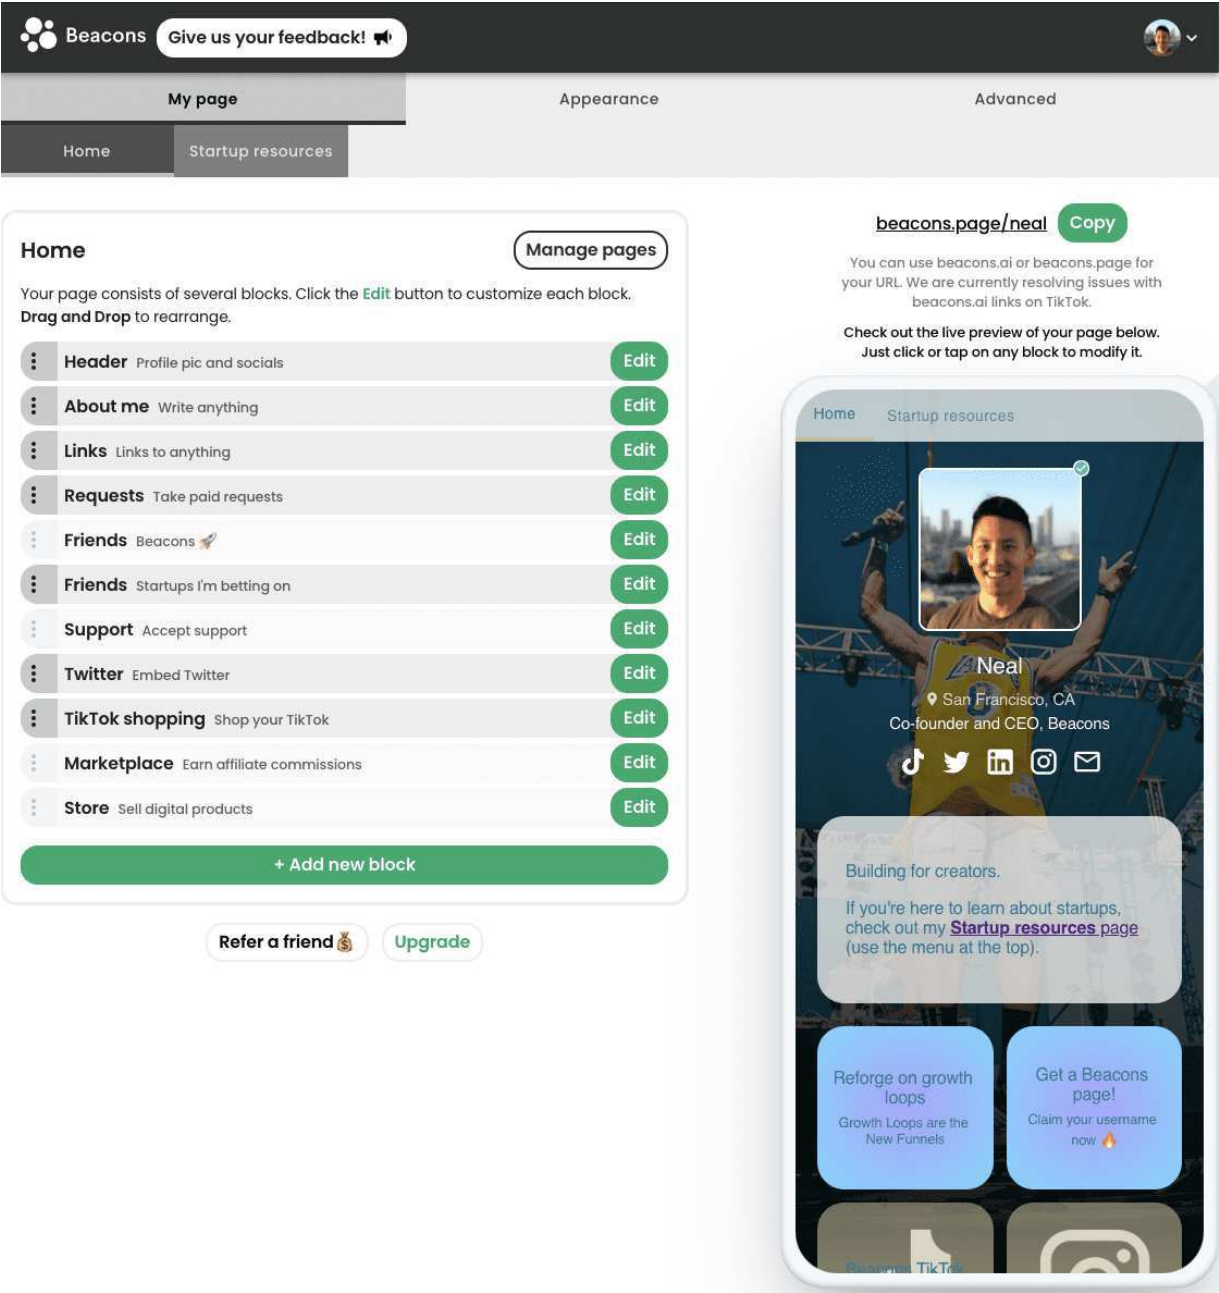 Beacons
Give us your feedback!
My page
Appearance
Advanced
Home
Startup resources
Home
Manage pages
Your page consists of several blocks. Click the Edit button to customize each block.
Drag and Drop to rearrange.
Header Profile pic and socials Edit
About me Write anything Edit
Links Links to anything Edit
Requests Take paid requests Edit
Friends Beacons 🚀 Edit
Friends Startups I'm betting on Edit
Support Accept support Edit
Twitter Embed Twitter Edit
TikTok shopping Shop your TikTok Edit
Marketplace Earn affiliate commissions Edit
Store Sell digital products Edit
+ Add new block
Refer a friend💰
Upgrade
beacons.page/neal
Copy
You can use beacons.ai or beacons.page for
your URL. We are currently resolving issues with
beacons.ai links on TikTok.
Check out the live preview of your page below.
Just click or tap on any block to modify it.
Home
Startup resources
Neal
San Francisco, CA
Co-founder and CEO, Beacons
Building for creators.
If you're here to learn about startups,
check out my Startup resources page
(use the menu at the top).
Reforge on growth
loops
Growth Loops are the
New Funnels
Get a Beacons
page!
Claim your username
now 🔥
Beacons TikTok